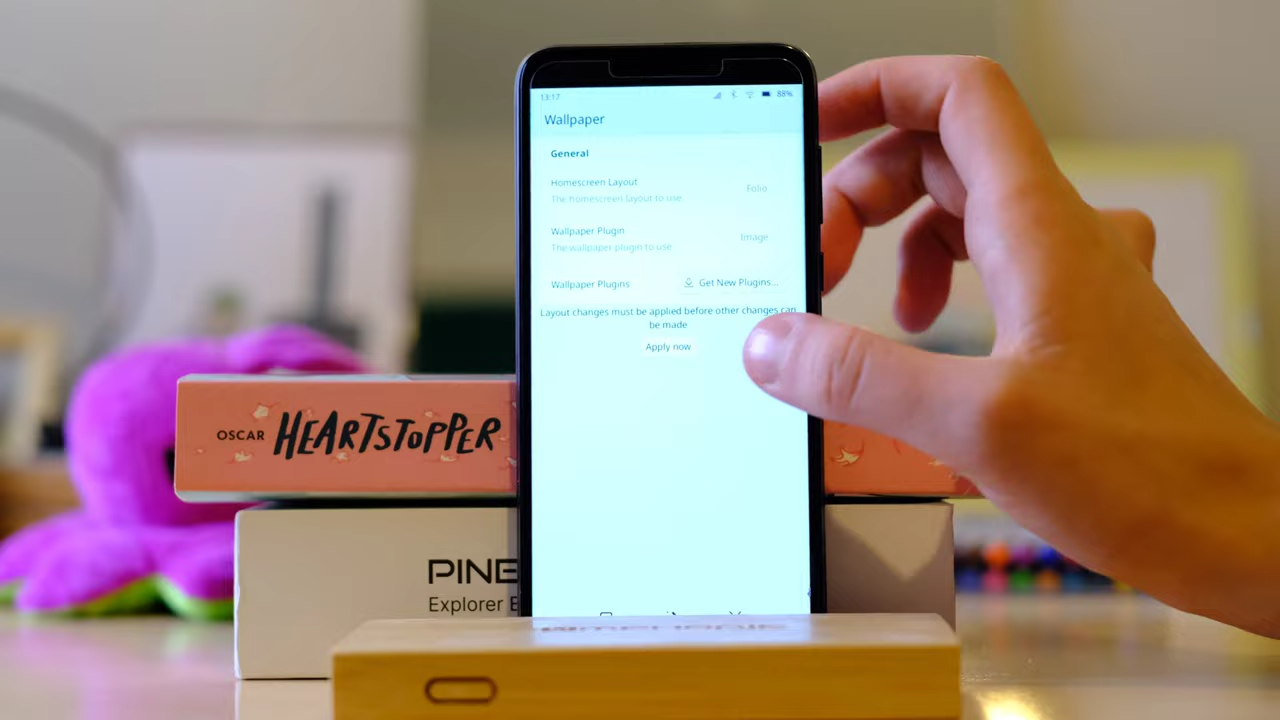 13:17
88%
Wallpaper
General
Homescreen Layout
The homescreen layout to use
Folio
Wallpaper Plugin
The wallpaper plugin to use
Image
Wallpaper Plugins
Get New Plugins...
Layout changes must be applied before other changes can
be made
Apply now
OSCAR HEARTSTOPPER
PINE
Explorer E